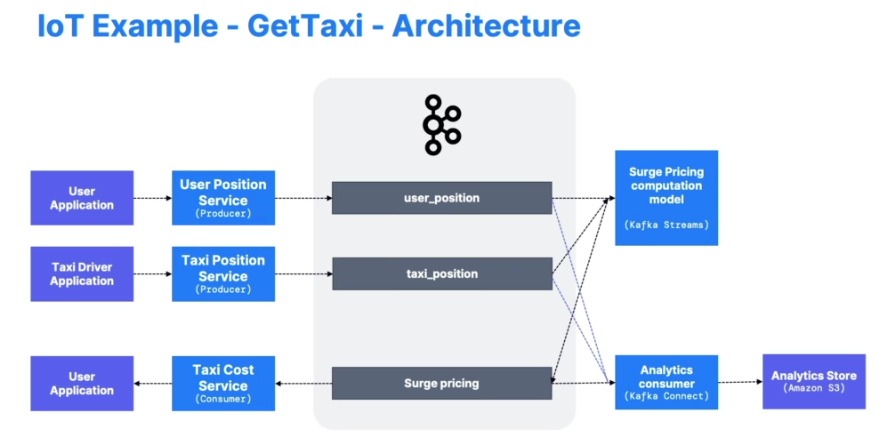 IoT Example - GetTaxi - Architecture
User
Application
User Position
Service
(Producer)
user_position
Surge Pricing
computation
model
(Kafka Streams)
Taxi Driver
Application
Taxi Position
Service
(Producer)
taxi_position
User
Application
Taxi Cost
Service
(Consumer)
Surge pricing
Analytics
consumer
(Kafka Connect)
Analytics Store
(Amazon S3)